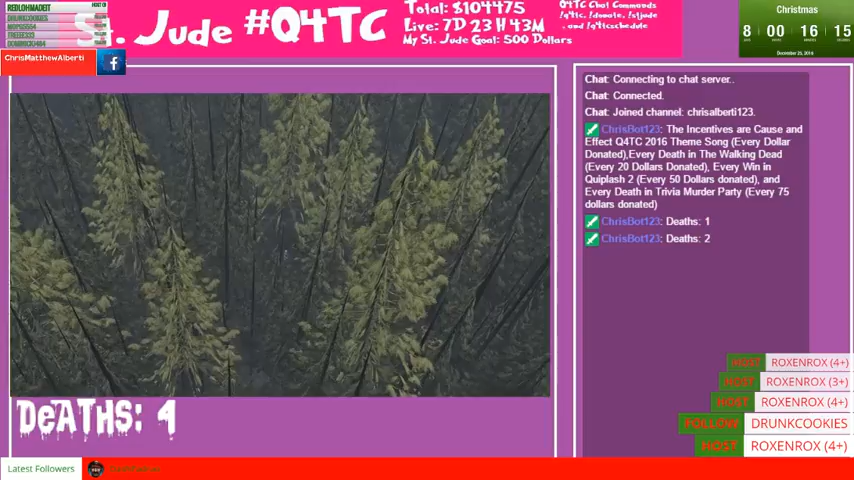 REDLOHMADEIT
HOST OF
DRUNKCOOKIES
St. Jude #Q4TC
Total: $104475
Live: 7D 23 H 43M
My St. Jude Goal: 500 Dollars
Q4TC Chat Commands
!q4tc, !donate, !stjude
and !q4tcschedule
Christmas
8 00 16 15
December 25, 2016
ChrisMatthewAlberti
Chat: Connecting to chat server..
Chat: Connected.
Chat: Joined channel: chrisalberti123.
ChrisBot123: The Incentives are Cause and
Effect Q4TC 2016 Theme Song (Every Dollar
Donated),Every Death in The Walking Dead
(Every 20 Dollars Donated), Every Win in
Quiplash 2 (Every 50 Dollars donated), and
Every Death in Trivia Murder Party (Every 75
dollars donated)
ChrisBot123: Deaths: 1
ChrisBot123: Deaths: 2
HOST ROXENROX (4+)
HOST ROXENROX (3+)
HOST ROXENROX (4+)
FOLLOW DRUNKCOOKIES
HOST ROXENROX (4+)
DEATHS: 4
Latest Followers